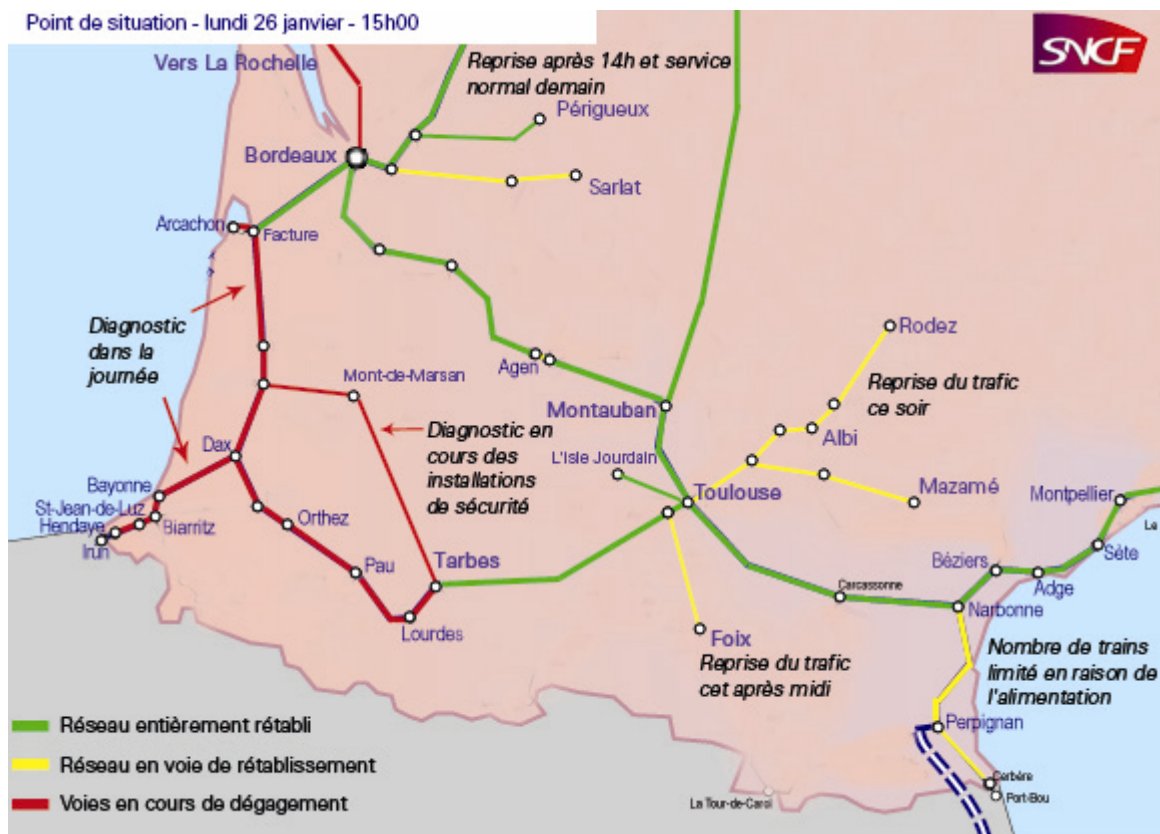 Point de situation - lundi 26 janvier - 15h00
SNCF
Vers La Rochelle
Reprise après 14h et service
normal demain
Périgueux
Bordeaux
Sarlat
Arcachon
Facture
Diagnostic
dans la
journée
Rodez
Agen
Mont-de-Marsan
Reprise du trafic
ce soir
Montauban
Albi
Diagnostic en
cours des
installations
de sécurité
Dax
L'Isle Jourdain
Toulouse
Mazamé
Montpellier
Bayonne
St-Jean-de-Luz
Hendaye
Biarritz
Irun
Orthez
Le
Sète
Pau
Tarbes
Béziers
Adge
Carcassonne
Narbonne
Lourdes
Foix
Reprise du trafic
cet après midi
Nombre de trains
limité en raison de
l'alimentation
Perpignan
Cerbère
Port-Bou
La Tour-de-Carol
Réseau entièrement rétabli
Réseau en voie de rétablissement
Voies en cours de dégagement